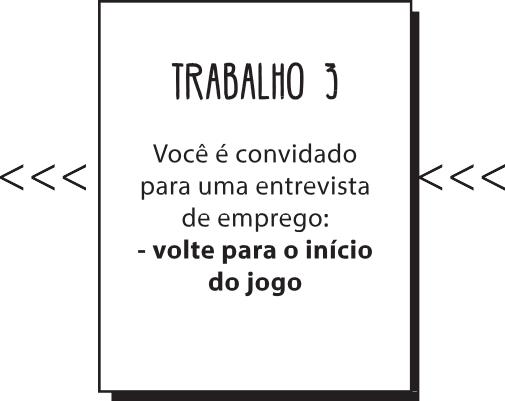 TRABALHO 3
Você é convidado
para uma entrevista
de emprego:
- volte para o início
do jogo
<<<
<<<